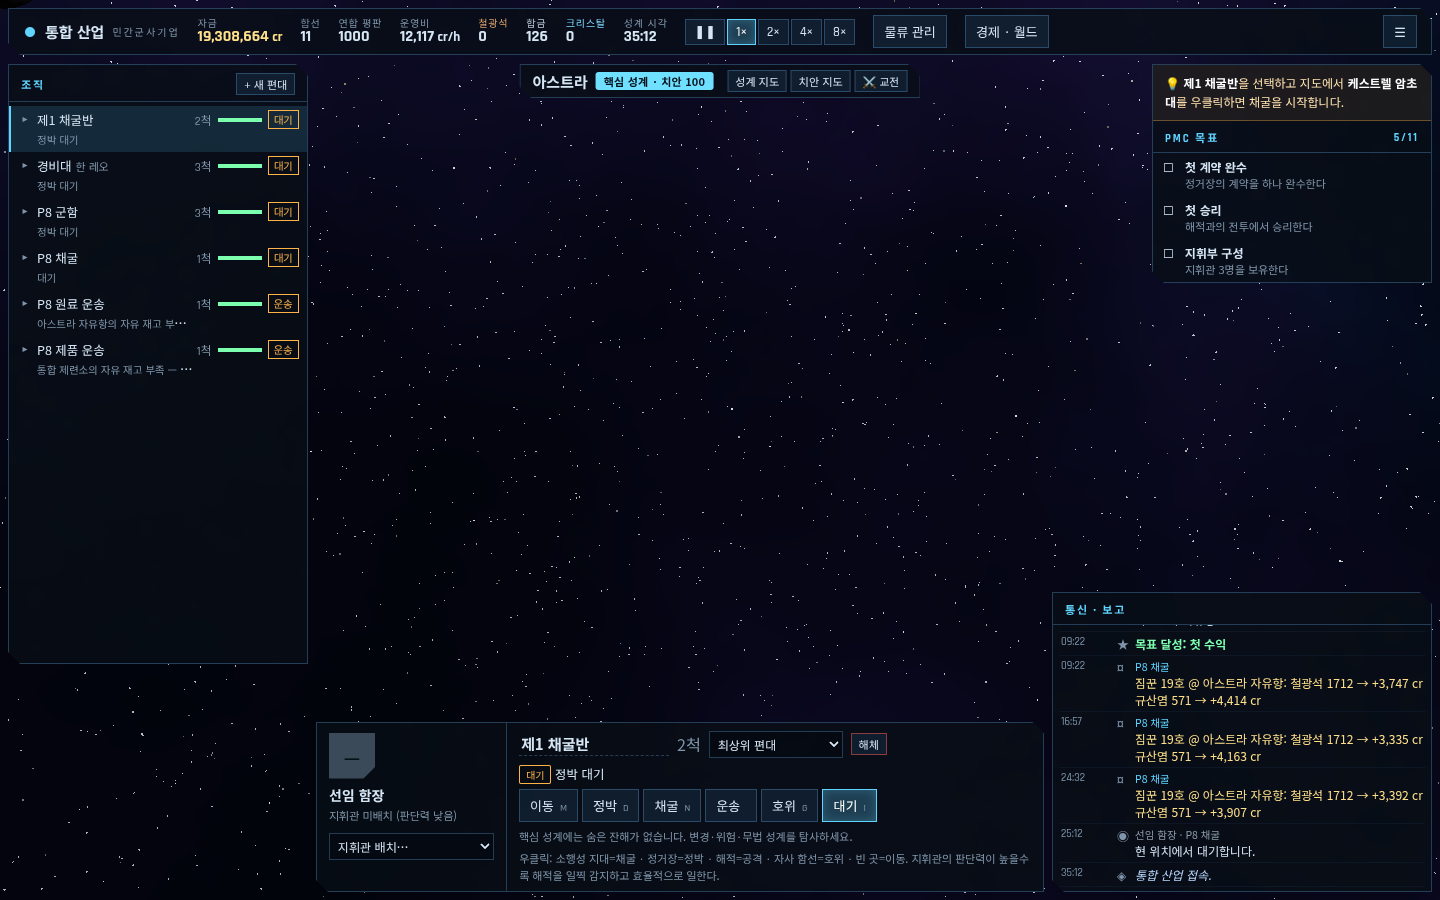 통합 산업 민간군사기업
자금 19,308,664 cr
함선 11
연합 평판 1000
운영비 12,117 cr/h
철광석 0
합금 126
크리스탈 0
성계 시각 35:12
❚❚ 1× 2× 4× 8×
물류 관리
경제 · 월드
☰
조직
+ 새 편대
▸ 제1 채굴반 2척 대기
정박 대기
▸ 경비대 한 레오 3척 대기
정박 대기
▸ P8 군함 3척 대기
정박 대기
▸ P8 채굴 1척 대기
대기
▸ P8 원료 운송 1척 운송
아스트라 자유항의 자유 재고 부…
▸ P8 제품 운송 1척 운송
통합 제련소의 자유 재고 부족 — …
아스트라 핵심 성계 · 치안 100 성계 지도 치안 지도 ⚔ 교전
💡 제1 채굴반을 선택하고 지도에서 케스트렐 암초
대를 우클릭하면 채굴을 시작합니다.
PMC 목표 5/11
☐ 첫 계약 완수
정거장의 계약을 하나 완수한다
☐ 첫 승리
해적과의 전투에서 승리한다
☐ 지휘부 구성
지휘관 3명을 보유한다
—
선임 함장
지휘관 미배치 (판단력 낮음)
지휘관 배치…
제1 채굴반 2척 최상위 편대 해체
대기 정박 대기
이동 M 정박 D 채굴 N 운송 호위 G 대기 I
핵심 성계에는 숨은 잔해가 없습니다. 변경·위험·무법 성계를 탐사하세요.
우클릭: 소행성 지대=채굴 · 정거장=정박 · 해적=공격 · 자사 함선=호위 · 빈 곳=이동. 지휘관의 판단력이 높을수
록 해적을 일찍 감지하고 효율적으로 일한다.
통신 · 보고
09:22 ★ 목표 달성: 첫 수익
09:22 ¤ P8 채굴
짐꾼 19호 @ 아스트라 자유항: 철광석 1712 → +3,747 cr
규산염 571 → +4,414 cr
16:57 ¤ P8 채굴
짐꾼 19호 @ 아스트라 자유항: 철광석 1712 → +3,335 cr
규산염 571 → +4,163 cr
24:32 ¤ P8 채굴
짐꾼 19호 @ 아스트라 자유항: 철광석 1712 → +3,392 cr
규산염 571 → +3,907 cr
25:12 ◉ 선임 함장 · P8 채굴
현 위치에서 대기합니다.
35:12 ◈ 통합 산업 접속.